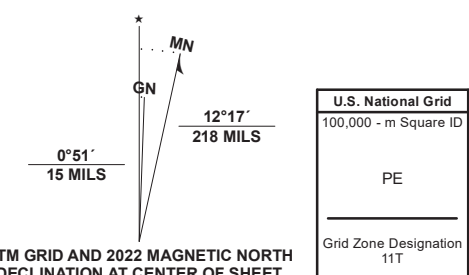 ★
MN
GN
12°17´
218 MILS
0°51´
15 MILS
TM GRID AND 2022 MAGNETIC NORTH
DECLINATION AT CENTER OF SHEET
U.S. National Grid
100,000 - m Square ID
PE
Grid Zone Designation
11T